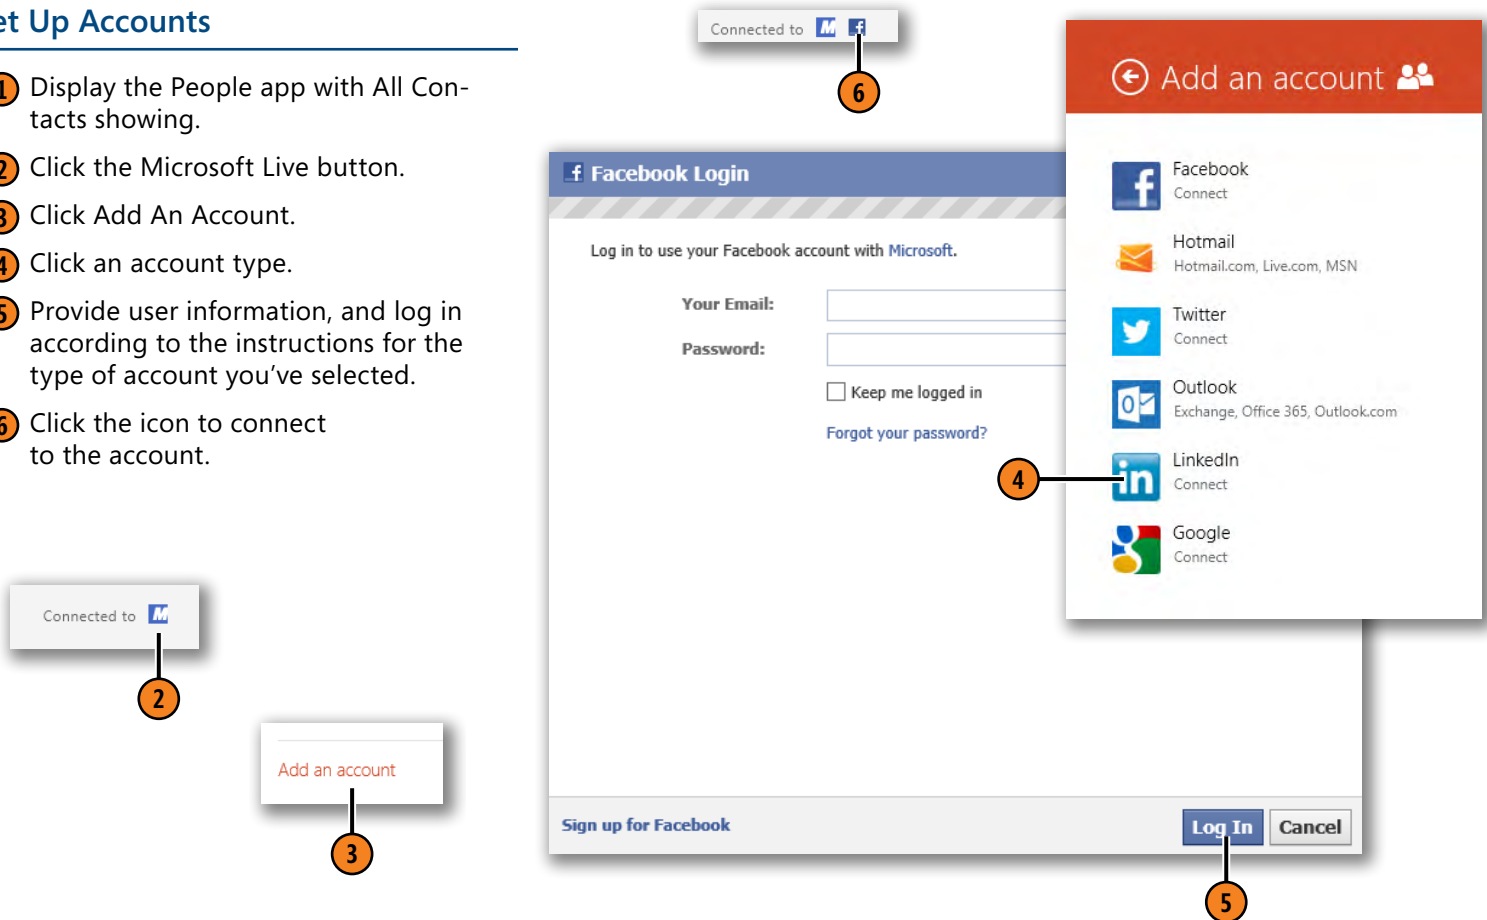 et Up Accounts
1 Display the People app with All Con-
tacts showing.
2 Click the Microsoft Live button.
3 Click Add An Account.
4 Click an account type.
5 Provide user information, and log in
according to the instructions for the
type of account you've selected.
6 Click the icon to connect
to the account.
Connected to M
2
Add an account
3
Connected to M f
6
f Facebook Login
Log in to use your Facebook account with Microsoft.
Your Email:
Password:
Keep me logged in
Forgot your password?
Sign up for Facebook
Log In Cancel
5
Add an account
f Facebook
Connect
Hotmail
Hotmail.com, Live.com, MSN
Twitter
Connect
Outlook
Exchange, Office 365, Outlook.com
4
in LinkedIn
Connect
Google
Connect